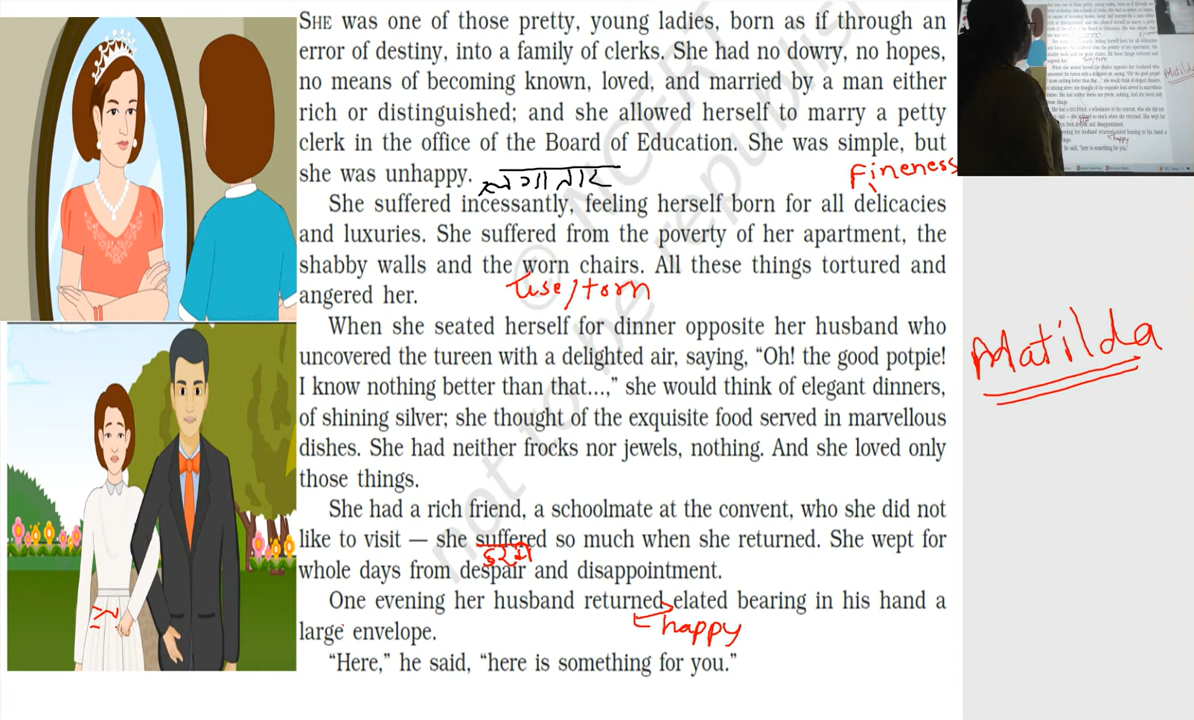 SHE was one of those pretty, young ladies, born as if through an
error of destiny, into a family of clerks. She had no dowry, no hopes,
no means of becoming known, loved, and married by a man either
rich or distinguished; and she allowed herself to marry a petty
clerk in the office of the Board of Education. She was simple, but
she was unhappy.
लगातार
Fineness
She suffered incessantly, feeling herself born for all delicacies
and luxuries. She suffered from the poverty of her apartment, the
shabby walls and the worn chairs. All these things tortured and
angered her.
use/torn
When she seated herself for dinner opposite her husband who
uncovered the tureen with a delighted air, saying, “Oh! the good potpie!
I know nothing better than that...,” she would think of elegant dinners,
of shining silver; she thought of the exquisite food served in marvellous
dishes. She had neither frocks nor jewels, nothing. And she loved only
those things.
She had a rich friend, a schoolmate at the convent, who she did not
like to visit — she suffered so much when she returned. She wept for
whole days from despair and disappointment.
One evening her husband returned elated bearing in his hand a
large envelope.
happy
“Here,” he said, “here is something for you.”
Matilda
© NCERT
not to be republished